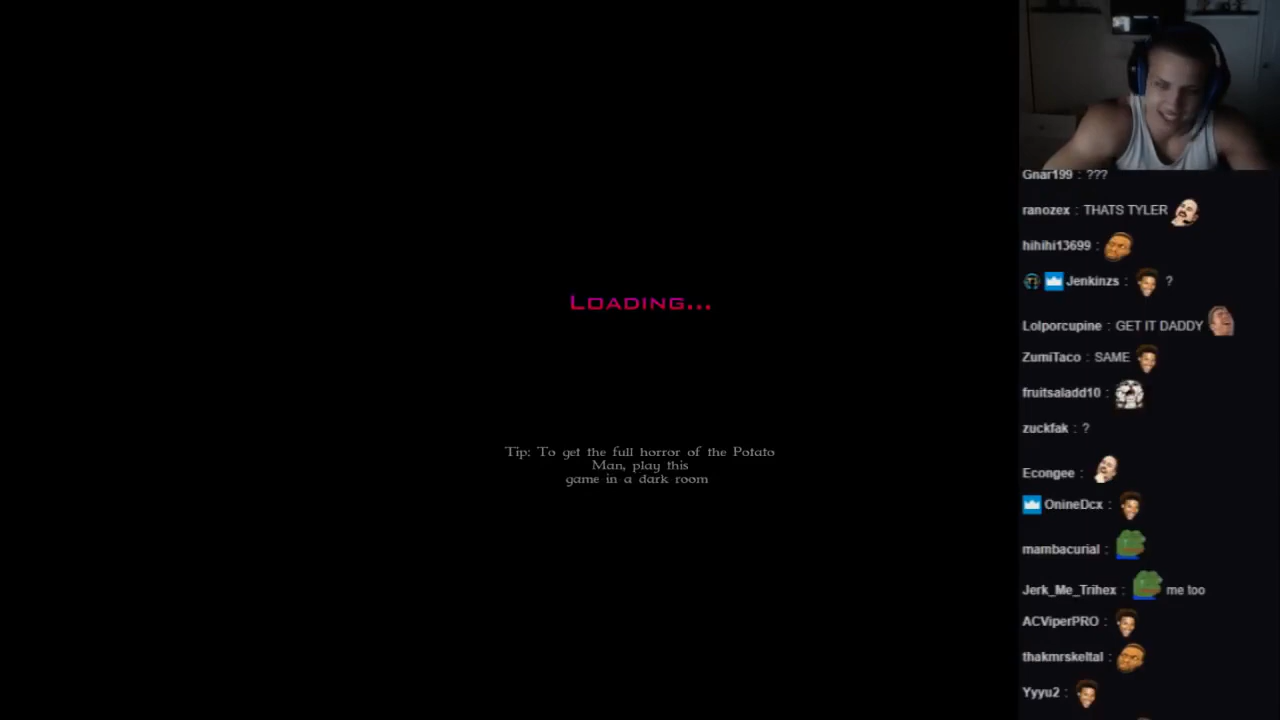 Loading...
Tip: To get the full horror of the Potato
Man, play this
game in a dark room
Gnar199 : ???
ranozex : THATS TYLER
hihihi13699 :
Jenkinzs : ?
Lolporcupine : GET IT DADDY
ZumiTaco : SAME
fruitsaladd10 :
zuckfak : ?
Econgee :
OnineDcx :
mambacurial :
Jerk_Me_Trihex : me too
ACViperPRO :
thakmrskeltal :
Yyyu2 :